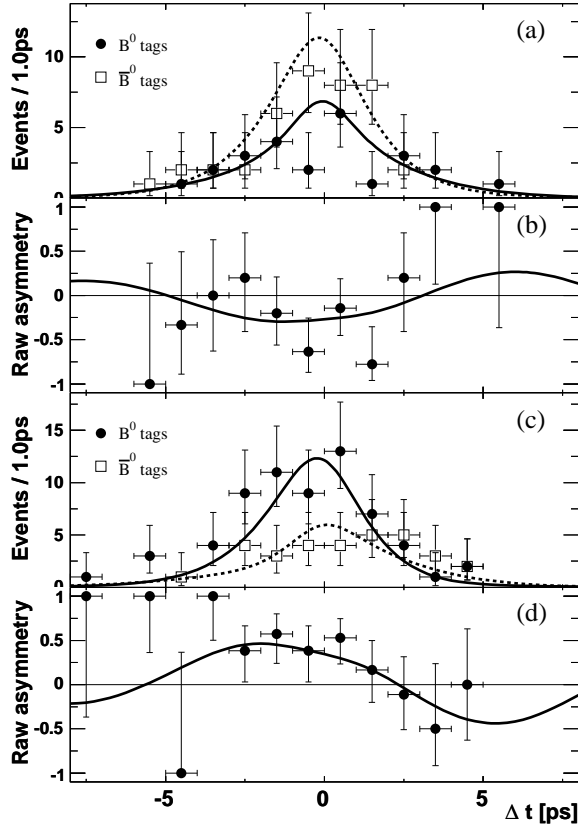 (a)
10
5
0
Events / 1.0ps
B⁰ tags
B̅⁰ tags
(b)
1
0.5
0
-0.5
-1
Raw asymmetry
(c)
15
10
5
0
Events / 1.0ps
B⁰ tags
B̅⁰ tags
(d)
1
0.5
0
-0.5
-1
Raw asymmetry
-5 0 5
Δ t [ps]